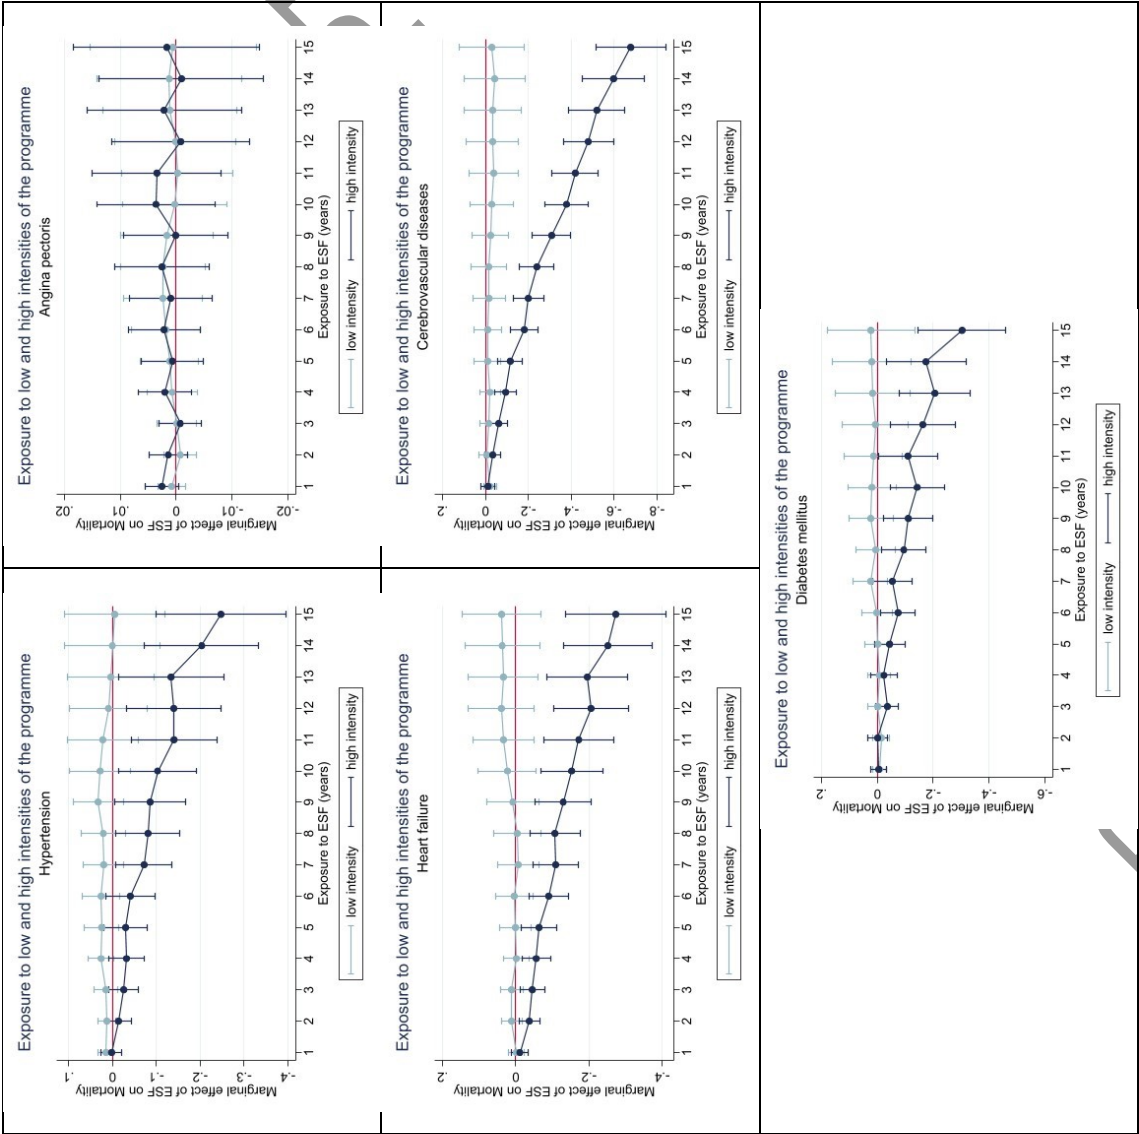 Exposure to low and high intensities of the programme
Hypertension
Marginal effect of ESF on Mortality
.1
0
-.1
-.2
-.3
-.4
1 2 3 4 5 6 7 8 9 10 11 12 13 14 15
Exposure to ESF (years)
low intensity high intensity
Exposure to low and high intensities of the programme
Angina pectoris
Marginal effect of ESF on Mortality
.02
.01
0
-.01
-.02
1 2 3 4 5 6 7 8 9 10 11 12 13 14 15
Exposure to ESF (years)
low intensity high intensity
Exposure to low and high intensities of the programme
Heart failure
Marginal effect of ESF on Mortality
.2
0
-.2
-.4
1 2 3 4 5 6 7 8 9 10 11 12 13 14 15
Exposure to ESF (years)
low intensity high intensity
Exposure to low and high intensities of the programme
Cerebrovascular diseases
Marginal effect of ESF on Mortality
.2
0
-.2
-.4
-.6
-.8
1 2 3 4 5 6 7 8 9 10 11 12 13 14 15
Exposure to ESF (years)
low intensity high intensity
Exposure to low and high intensities of the programme
Diabetes mellitus
Marginal effect of ESF on Mortality
.2
0
-.2
-.4
-.6
1 2 3 4 5 6 7 8 9 10 11 12 13 14 15
Exposure to ESF (years)
low intensity high intensity